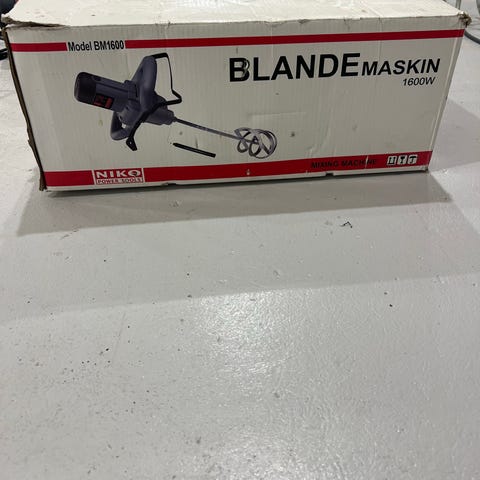 Model BM1600
BLANDEMASKIN
1600W
MIXING MACHINE
NIKO
POWER TOOLS